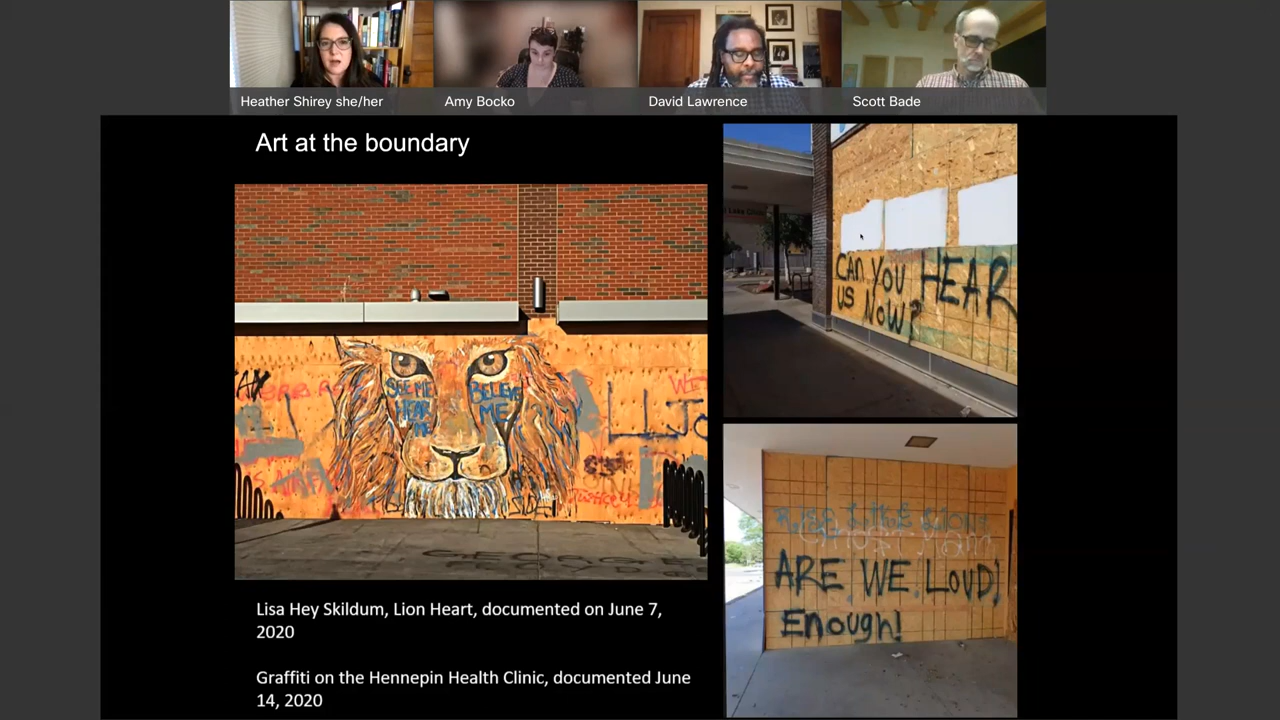 Heather Shirey she/her
Amy Bocko
David Lawrence
Scott Bade
Art at the boundary
SEE ME
HEAR
ME
BELIEVE
ME
GEORGE
CAN YOU
US NOW?
HEAR
ARE WE LOUD
Enough!
Lisa Hey Skildum, Lion Heart, documented on June 7,
2020
Graffiti on the Hennepin Health Clinic, documented June
14, 2020